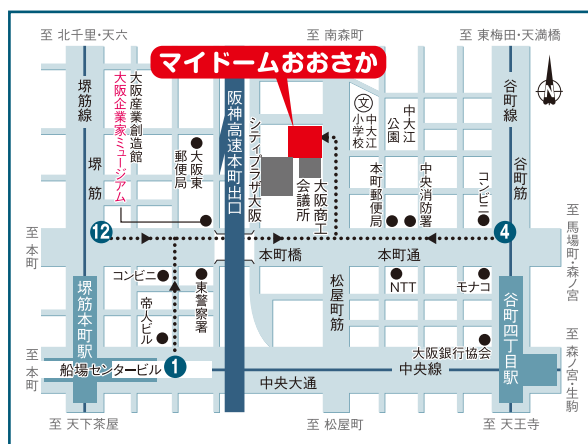 至 北千里・天六
至 南森町
至 東梅田・天満橋
マイドームおおさか
堺筋線
堺筋
大阪産業創造館
大阪企業家ミュージアム
大阪東
郵便局
阪神高速本町出口
シティプラザ大阪
大阪商工
会議所
文
中大江
小学校
中大江
公園
本町郵便局
中央消防署
コンビニ
谷町線
谷町筋
N
至 本町
12
4
至 馬場町・森ノ宮
本町橋
本町通
コンビニ
帝人ビル
東警察署
松屋町筋
NTT
モナコ
堺筋本町駅
谷町四丁目駅
大阪銀行協会
至 本町
船場センタービル
1
中央大通
中央線
至 森ノ宮・生駒
至 天下茶屋
至 松屋町
至 天王寺